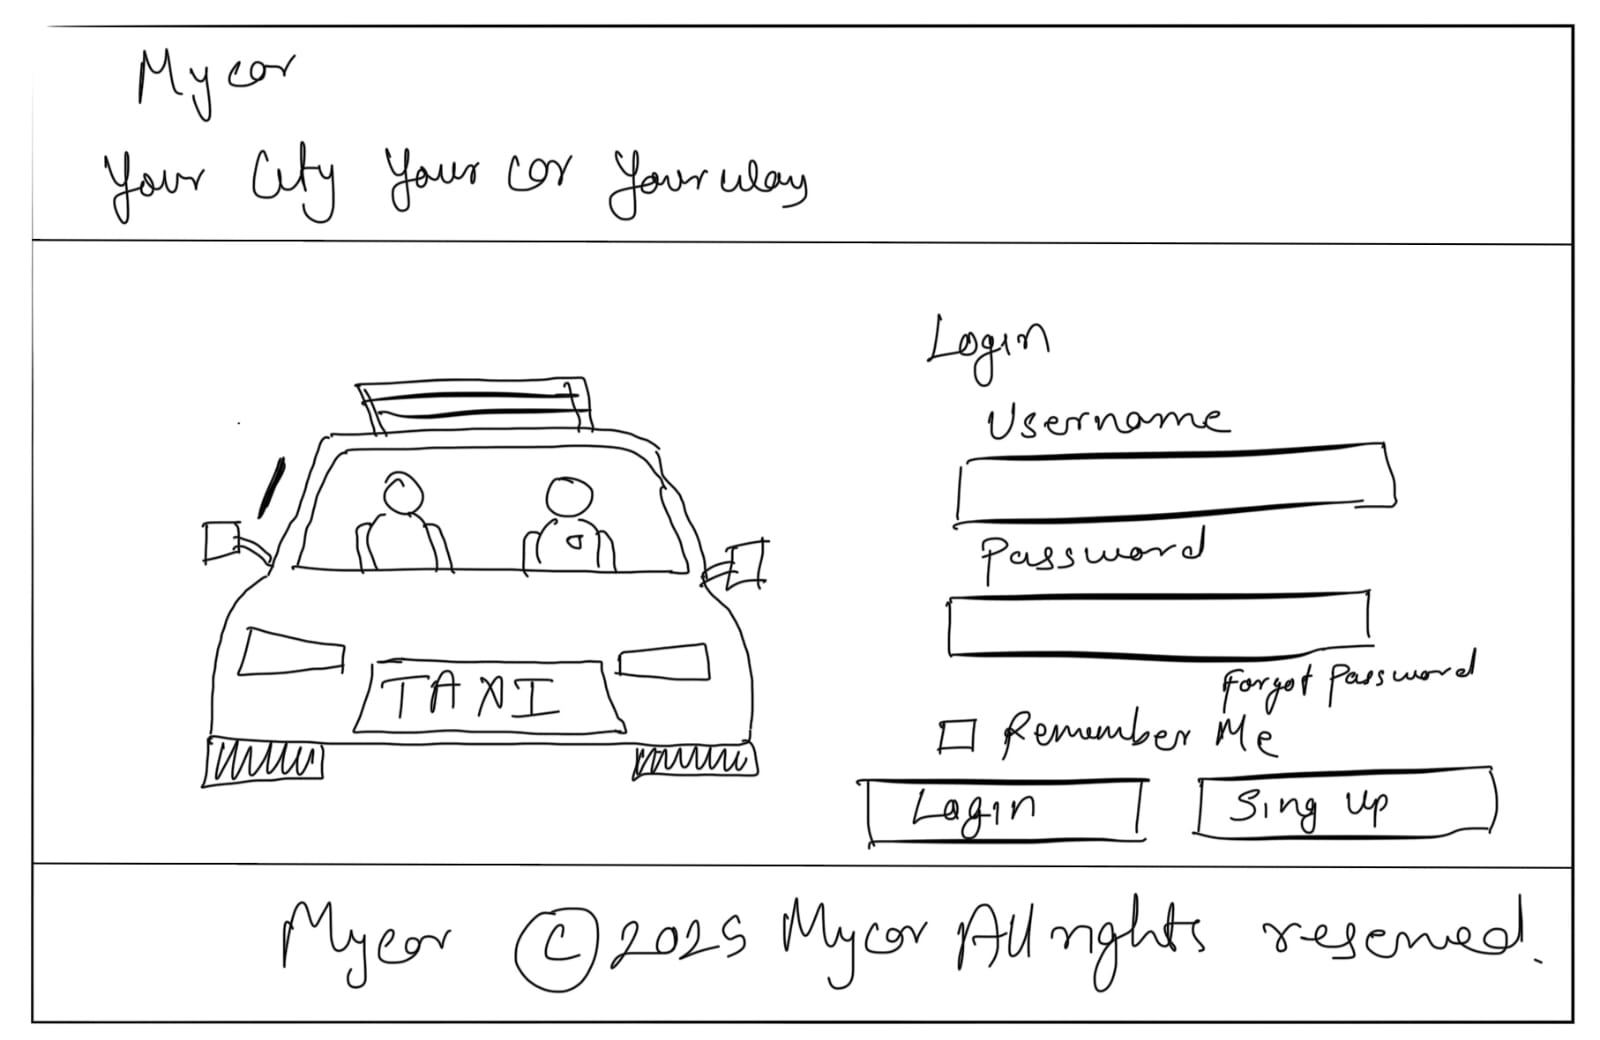 Mycar
Your City Your car Your way
Login
Username
Password
Forgot Password
Remember Me
TAXI
Login
Sing up
Mycar © 2025 Mycar All rights reserved.